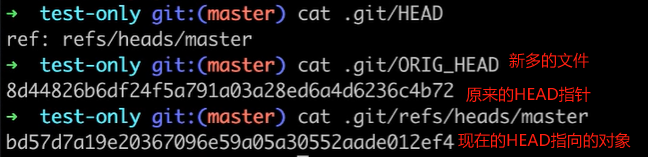 ➜ test-only git:(master) cat .git/HEAD
ref: refs/heads/master
➜ test-only git:(master) cat .git/ORIG_HEAD 新多的文件
8d44826b6df24f5a791a03a28ed6a4d6236c4b72 原来的HEAD指针
➜ test-only git:(master) cat .git/refs/heads/master
bd57d7a19e20367096e59a05a30552aade012ef4 现在的HEAD指向的对象